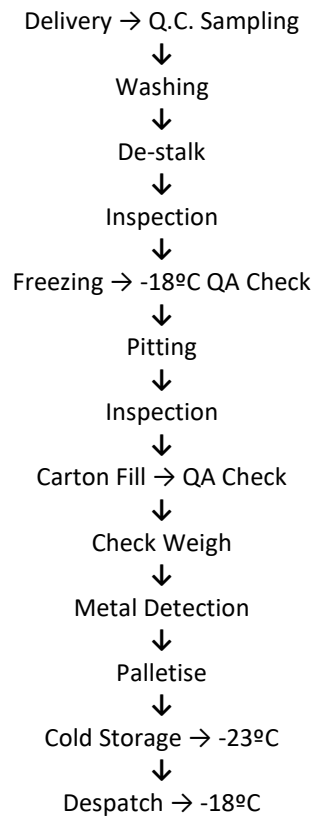 Delivery → Q.C. Sampling
↓
Washing
↓
De-stalk
↓
Inspection
↓
Freezing → -18ºC QA Check
↓
Pitting
↓
Inspection
↓
Carton Fill → QA Check
↓
Check Weigh
↓
Metal Detection
↓
Palletise
↓
Cold Storage → -23ºC
↓
Despatch → -18ºC